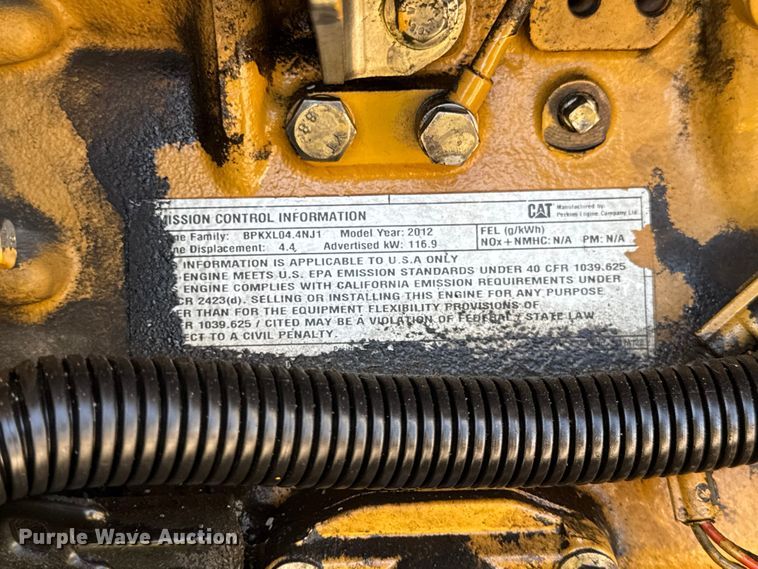 8.8
MISSION CONTROL INFORMATION
CAT Manufactured by: Perkins Engine Company Ltd.
ne Family: BPKXL04.4NJ1 Model Year: 2012 FEL (g/kWh)
ne Displacement: 4.4 Advertised kW: 116.9 NOx + NMHC: N/A PM: N/A
INFORMATION IS APPLICABLE TO U.S.A ONLY
ENGINE MEETS U.S. EPA EMISSION STANDARDS UNDER 40 CFR 1039.625
ENGINE COMPLIES WITH CALIFORNIA EMISSION REQUIREMENTS UNDER
CR 2423(d). SELLING OR INSTALLING THIS ENGINE FOR ANY PURPOSE
ER THAN FOR THE EQUIPMENT FLEXIBILITY PROVISIONS OF
FR 1039.625 / CITED MAY BE A VIOLATION OF FEDERAL / STATE LAW
ECT TO A CIVIL PENALTY.
Purple Wave Auction